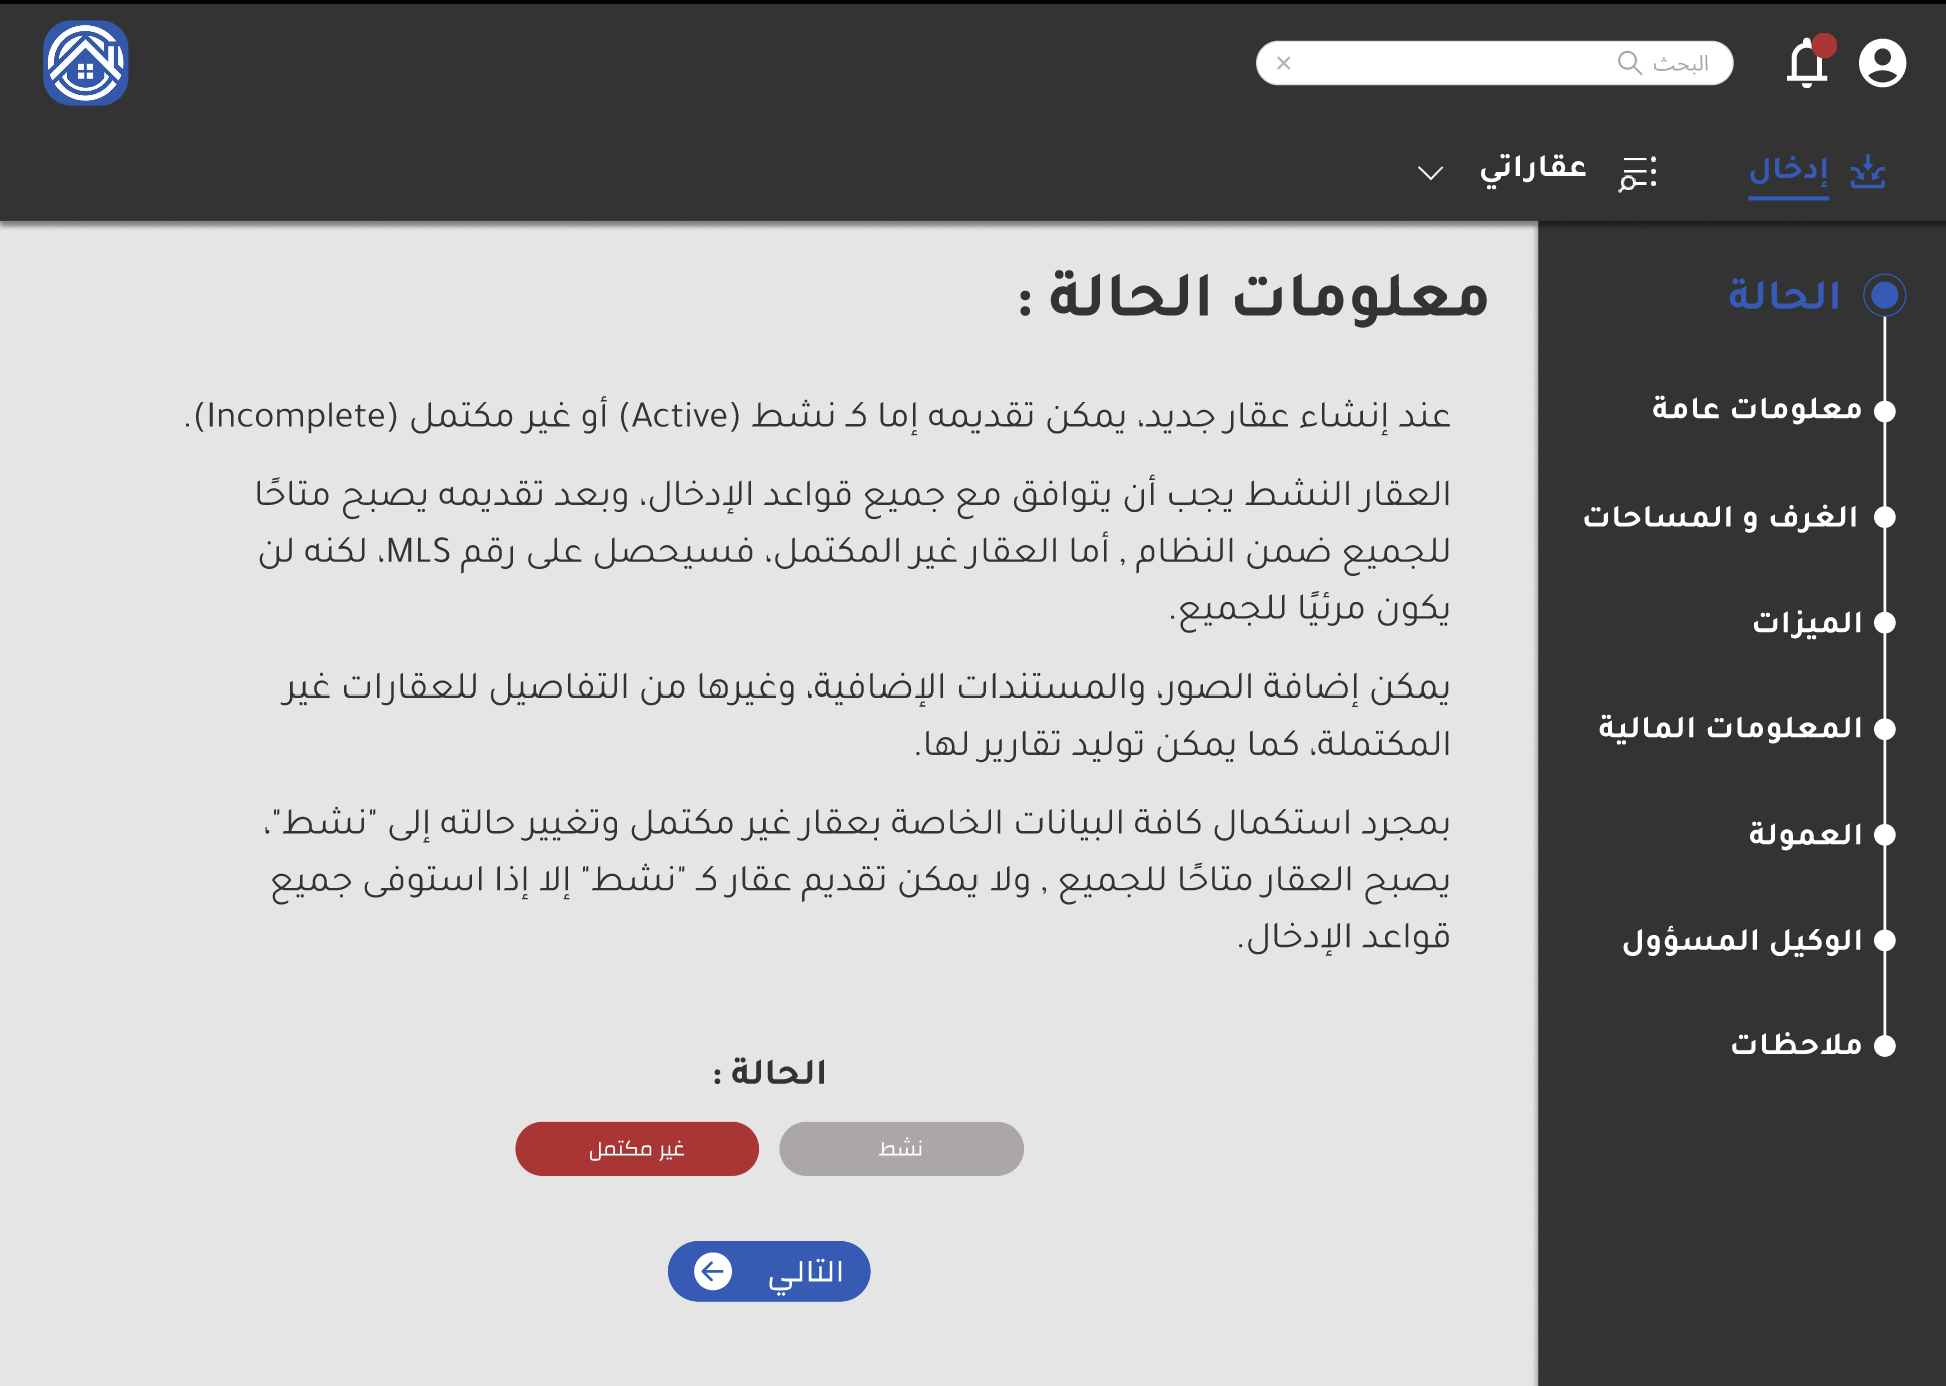 البحث
إدخال
عقاراتي
الحالة
معلومات عامة
الغرف و المساحات
الميزات
المعلومات المالية
العمولة
الوكيل المسؤول
ملاحظات
معلومات الحالة :
عند إنشاء عقار جديد، يمكن تقديمه إما كـ نشط (Active) أو غير مكتمل (Incomplete).
العقار النشط يجب أن يتوافق مع جميع قواعد الإدخال، وبعد تقديمه يصبح متاحًا
للجميع ضمن النظام , أما العقار غير المكتمل، فسيحصل على رقم MLS، لكنه لن
يكون مرئيًا للجميع.
يمكن إضافة الصور، والمستندات الإضافية، وغيرها من التفاصيل للعقارات غير
المكتملة، كما يمكن توليد تقارير لها.
بمجرد استكمال كافة البيانات الخاصة بعقار غير مكتمل وتغيير حالته إلى "نشط"،
يصبح العقار متاحًا للجميع , ولا يمكن تقديم عقار كـ "نشط" إلا إذا استوفى جميع
قواعد الإدخال.
الحالة :
نشط
غير مكتمل
التالي